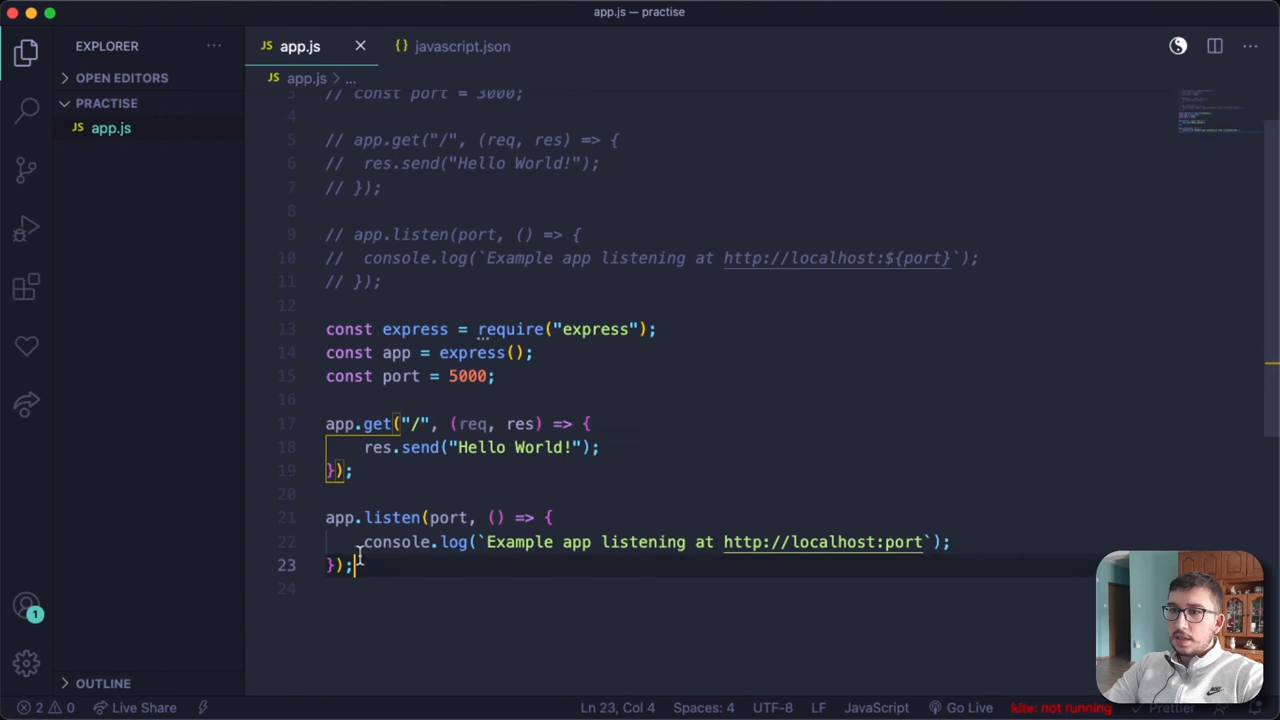 app.js — practise
EXPLORER
OPEN EDITORS
PRACTISE
JS app.js
OUTLINE
JS app.js
{} javascript.json
JS app.js > ...
3 // const port = 3000;
4
5 // app.get("/", (req, res) => {
6 //  res.send("Hello World!");
7 // });
8
9 // app.listen(port, () => {
10 //  console.log(`Example app listening at http://localhost:${port}`);
11 // });
12
13 const express = require("express");
14 const app = express();
15 const port = 5000;
16
17 app.get("/", (req, res) => {
18     res.send("Hello World!");
19 });
20
21 app.listen(port, () => {
22     console.log(`Example app listening at http://localhost:port`);
23 });
24
1
2 0 Live Share Ln 23, Col 4 Spaces: 4 UTF-8 LF JavaScript Go Live kite: not running Prettier